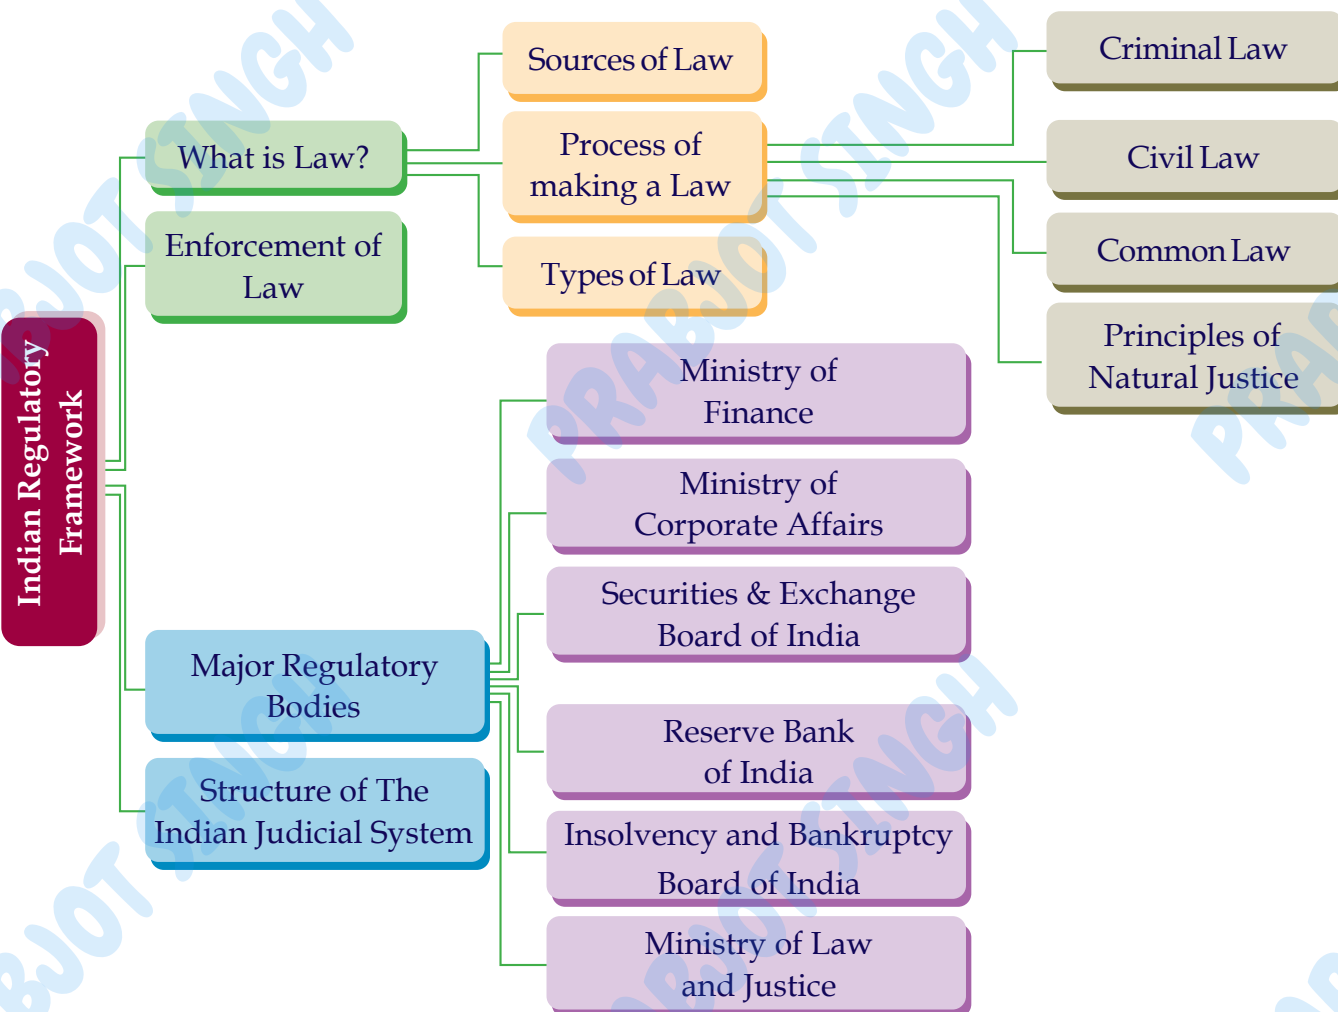 Indian Regulatory
Framework
What is Law?
Enforcement of
Law
Major Regulatory
Bodies
Structure of The
Indian Judicial System
Sources of Law
Process of
making a Law
Types of Law
Criminal Law
Civil Law
Common Law
Principles of
Natural Justice
Ministry of
Finance
Ministry of
Corporate Affairs
Securities & Exchange
Board of India
Reserve Bank
of India
Insolvency and Bankruptcy
Board of India
Ministry of Law
and Justice
PRABJOT SINGH